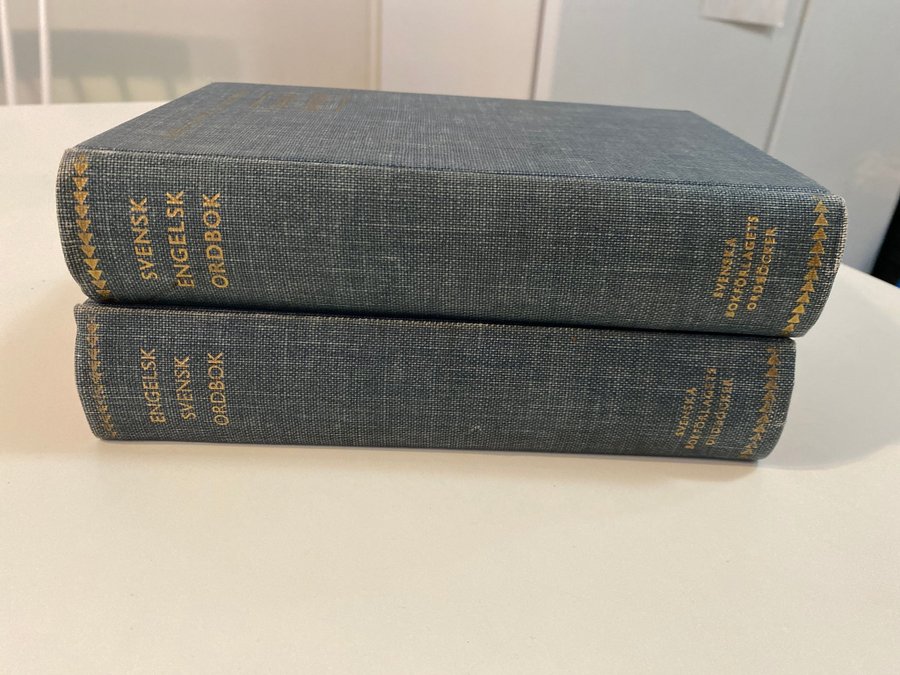 SVENSK
ENGELSK
ORDBOK
SVENSKA
BOKFÖRLAGETS
ORDBÖCKER
ENGELSK
SVENSK
ORDBOK
SVENSKA
BOKFÖRLAGETS
ORDBÖCKER